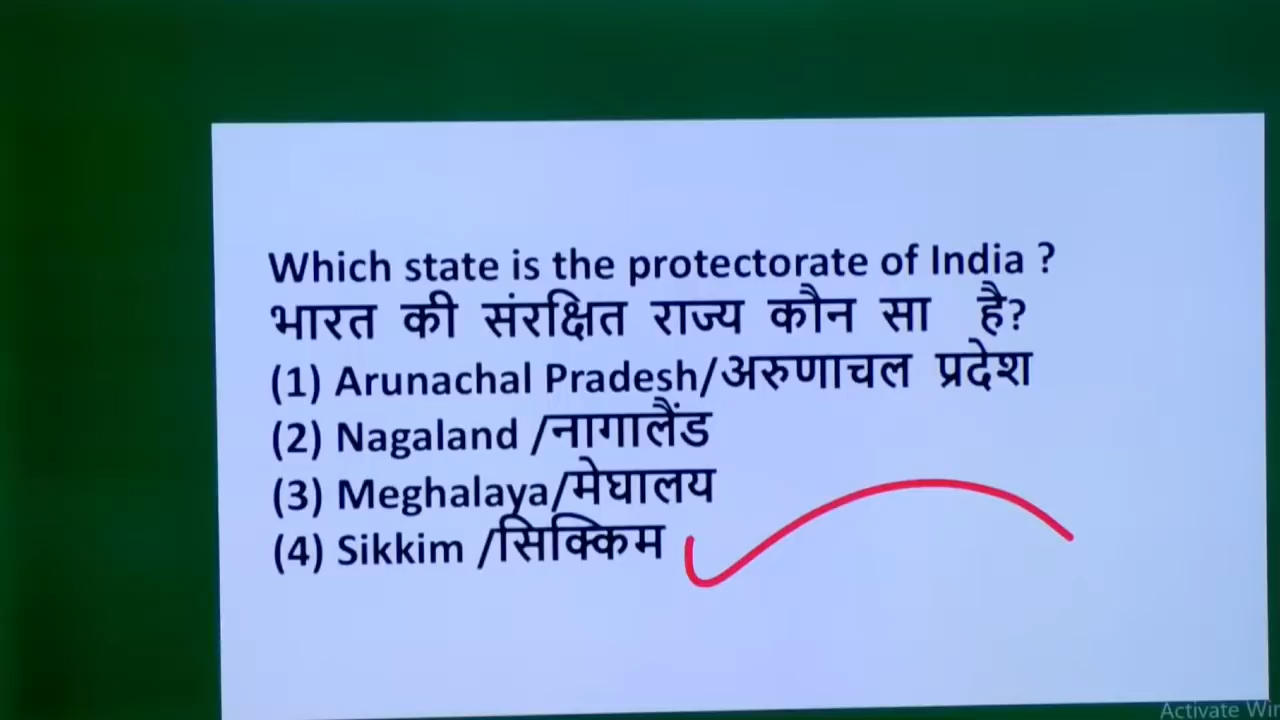 Which state is the protectorate of India ?
भारत की संरक्षित राज्य कौन सा है?
(1) Arunachal Pradesh/अरुणाचल प्रदेश
(2) Nagaland /नागालैंड
(3) Meghalaya/मेघालय
(4) Sikkim /सिक्किम
Activate